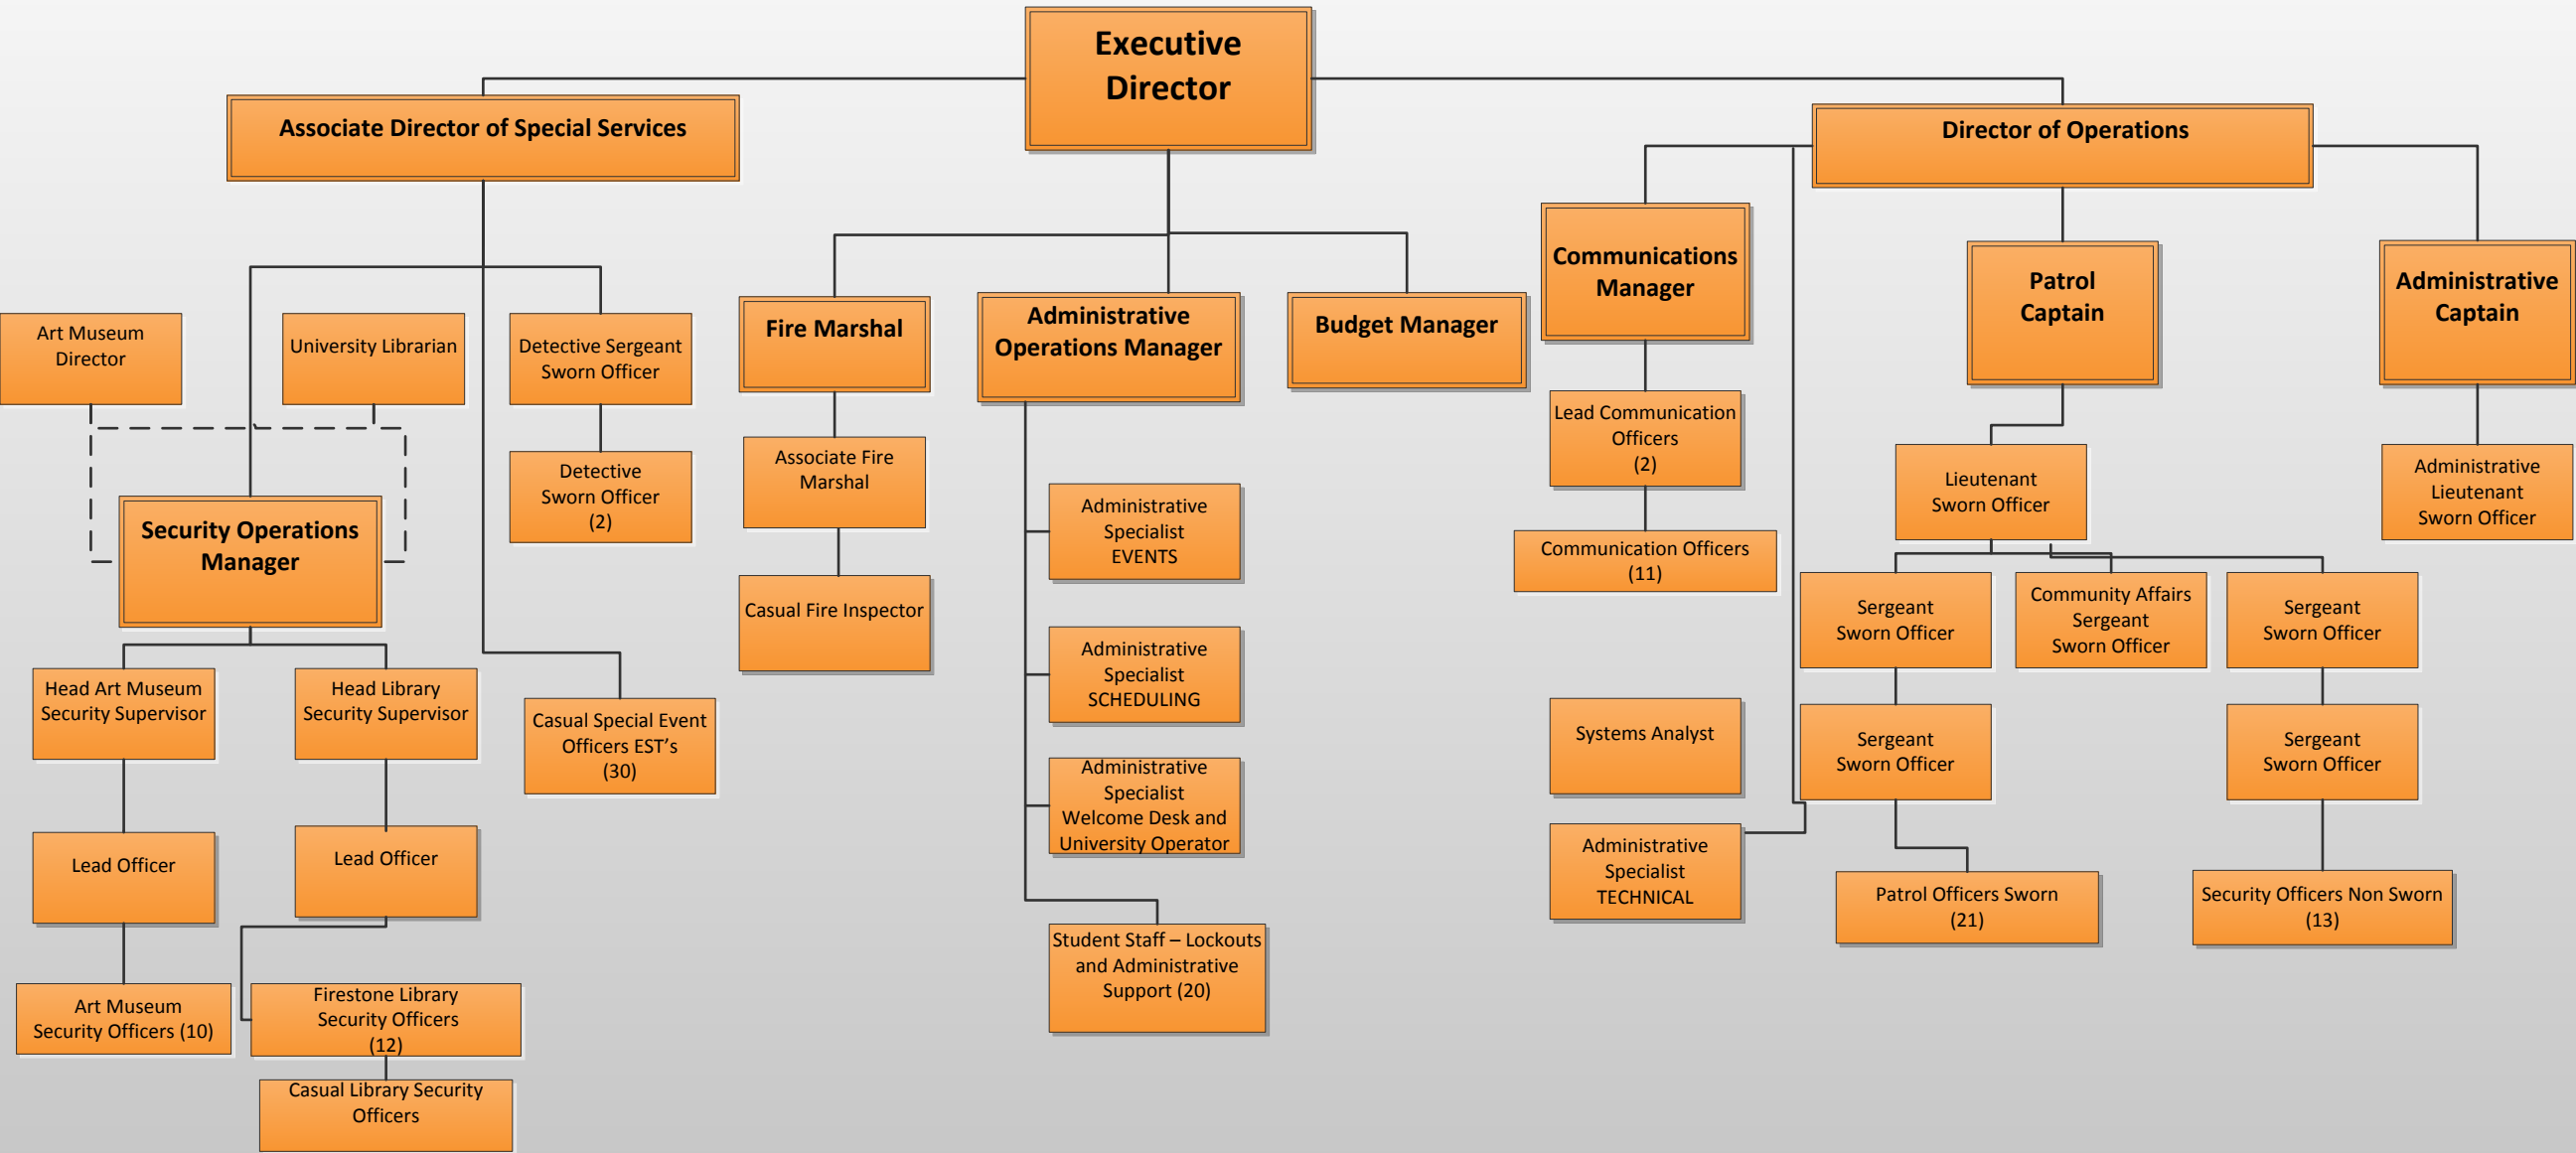 Executive
Director
Associate Director of Special Services
Director of Operations
Art Museum
Director
University Librarian
Detective Sergeant
Sworn Officer
Detective
Sworn Officer
(2)
Security Operations
Manager
Head Art Museum
Security Supervisor
Head Library
Security Supervisor
Lead Officer
Lead Officer
Art Museum
Security Officers (10)
Firestone Library
Security Officers
(12)
Casual Library Security
Officers
Casual Special Event
Officers EST's
(30)
Fire Marshal
Associate Fire
Marshal
Casual Fire Inspector
Administrative
Operations Manager
Administrative
Specialist
EVENTS
Administrative
Specialist
SCHEDULING
Administrative
Specialist
Welcome Desk and
University Operator
Student Staff – Lockouts
and Administrative
Support (20)
Budget Manager
Communications
Manager
Lead Communication
Officers
(2)
Communication Officers
(11)
Systems Analyst
Administrative
Specialist
TECHNICAL
Patrol
Captain
Lieutenant
Sworn Officer
Sergeant
Sworn Officer
Community Affairs
Sergeant
Sworn Officer
Sergeant
Sworn Officer
Sergeant
Sworn Officer
Sergeant
Sworn Officer
Patrol Officers Sworn
(21)
Security Officers Non Sworn
(13)
Administrative
Captain
Administrative
Lieutenant
Sworn Officer